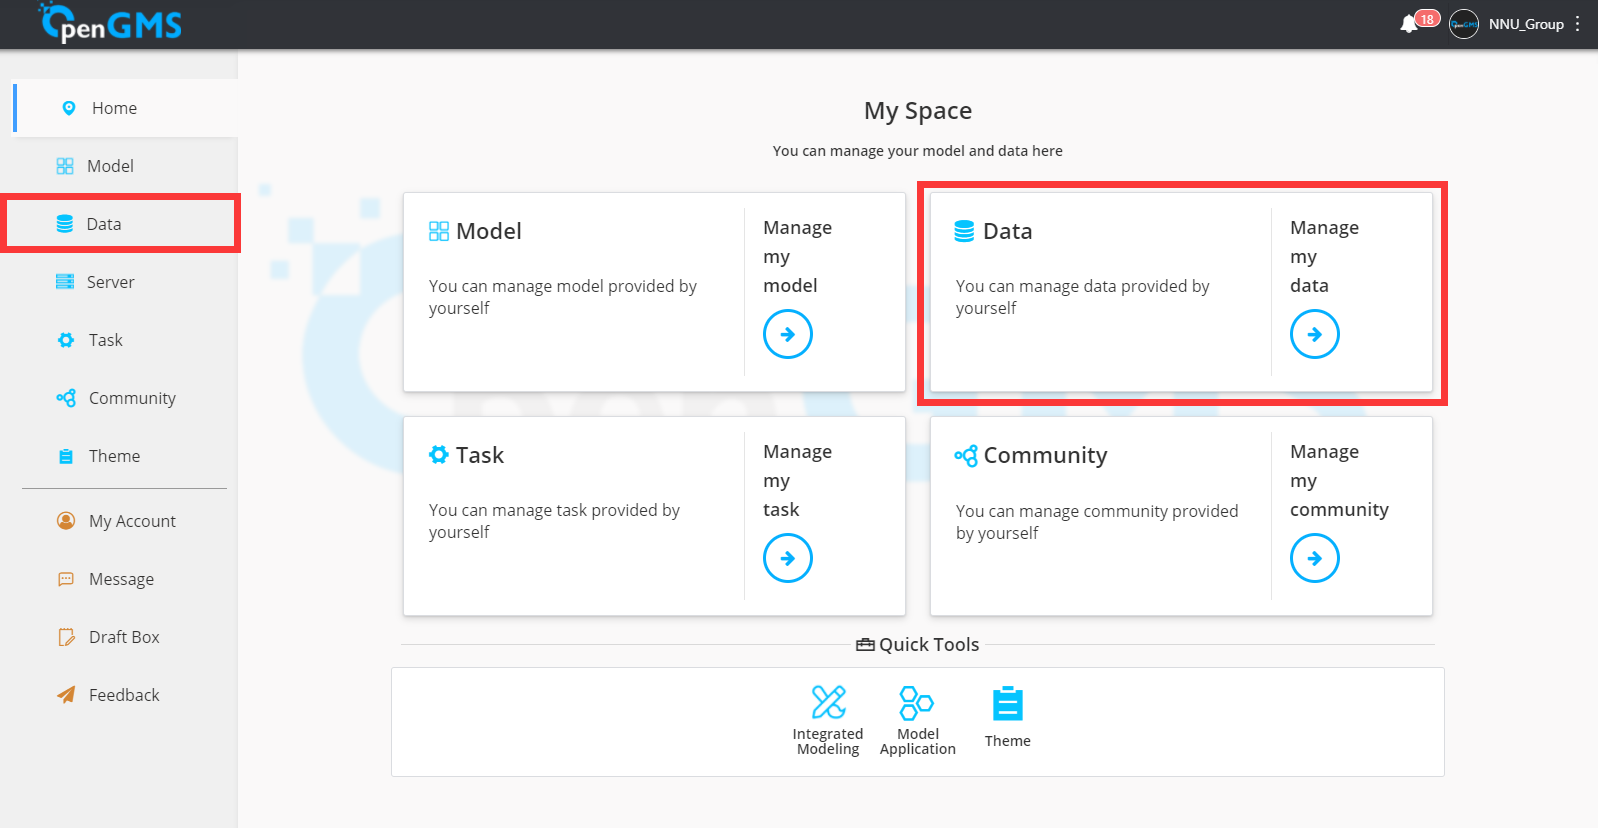 OpenGMS
18
OpenGMS
NNU_Group
Home
Model
Data
Server
Task
Community
Theme
My Account
Message
Draft Box
Feedback
My Space
You can manage your model and data here
Model
You can manage model provided by
yourself
Manage
my
model
Data
You can manage data provided by
yourself
Manage
my
data
Task
You can manage task provided by
yourself
Manage
my
task
Community
You can manage community provided
by yourself
Manage
my
community
Quick Tools
Integrated
Modeling
Model
Application
Theme
OpenGMS